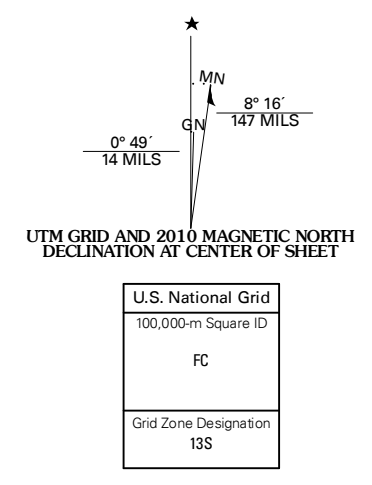 ★
MN
8° 16´
147 MILS
GN
0° 49´
14 MILS
UTM GRID AND 2010 MAGNETIC NORTH
DECLINATION AT CENTER OF SHEET
U.S. National Grid
100,000-m Square ID
FC
Grid Zone Designation
13S